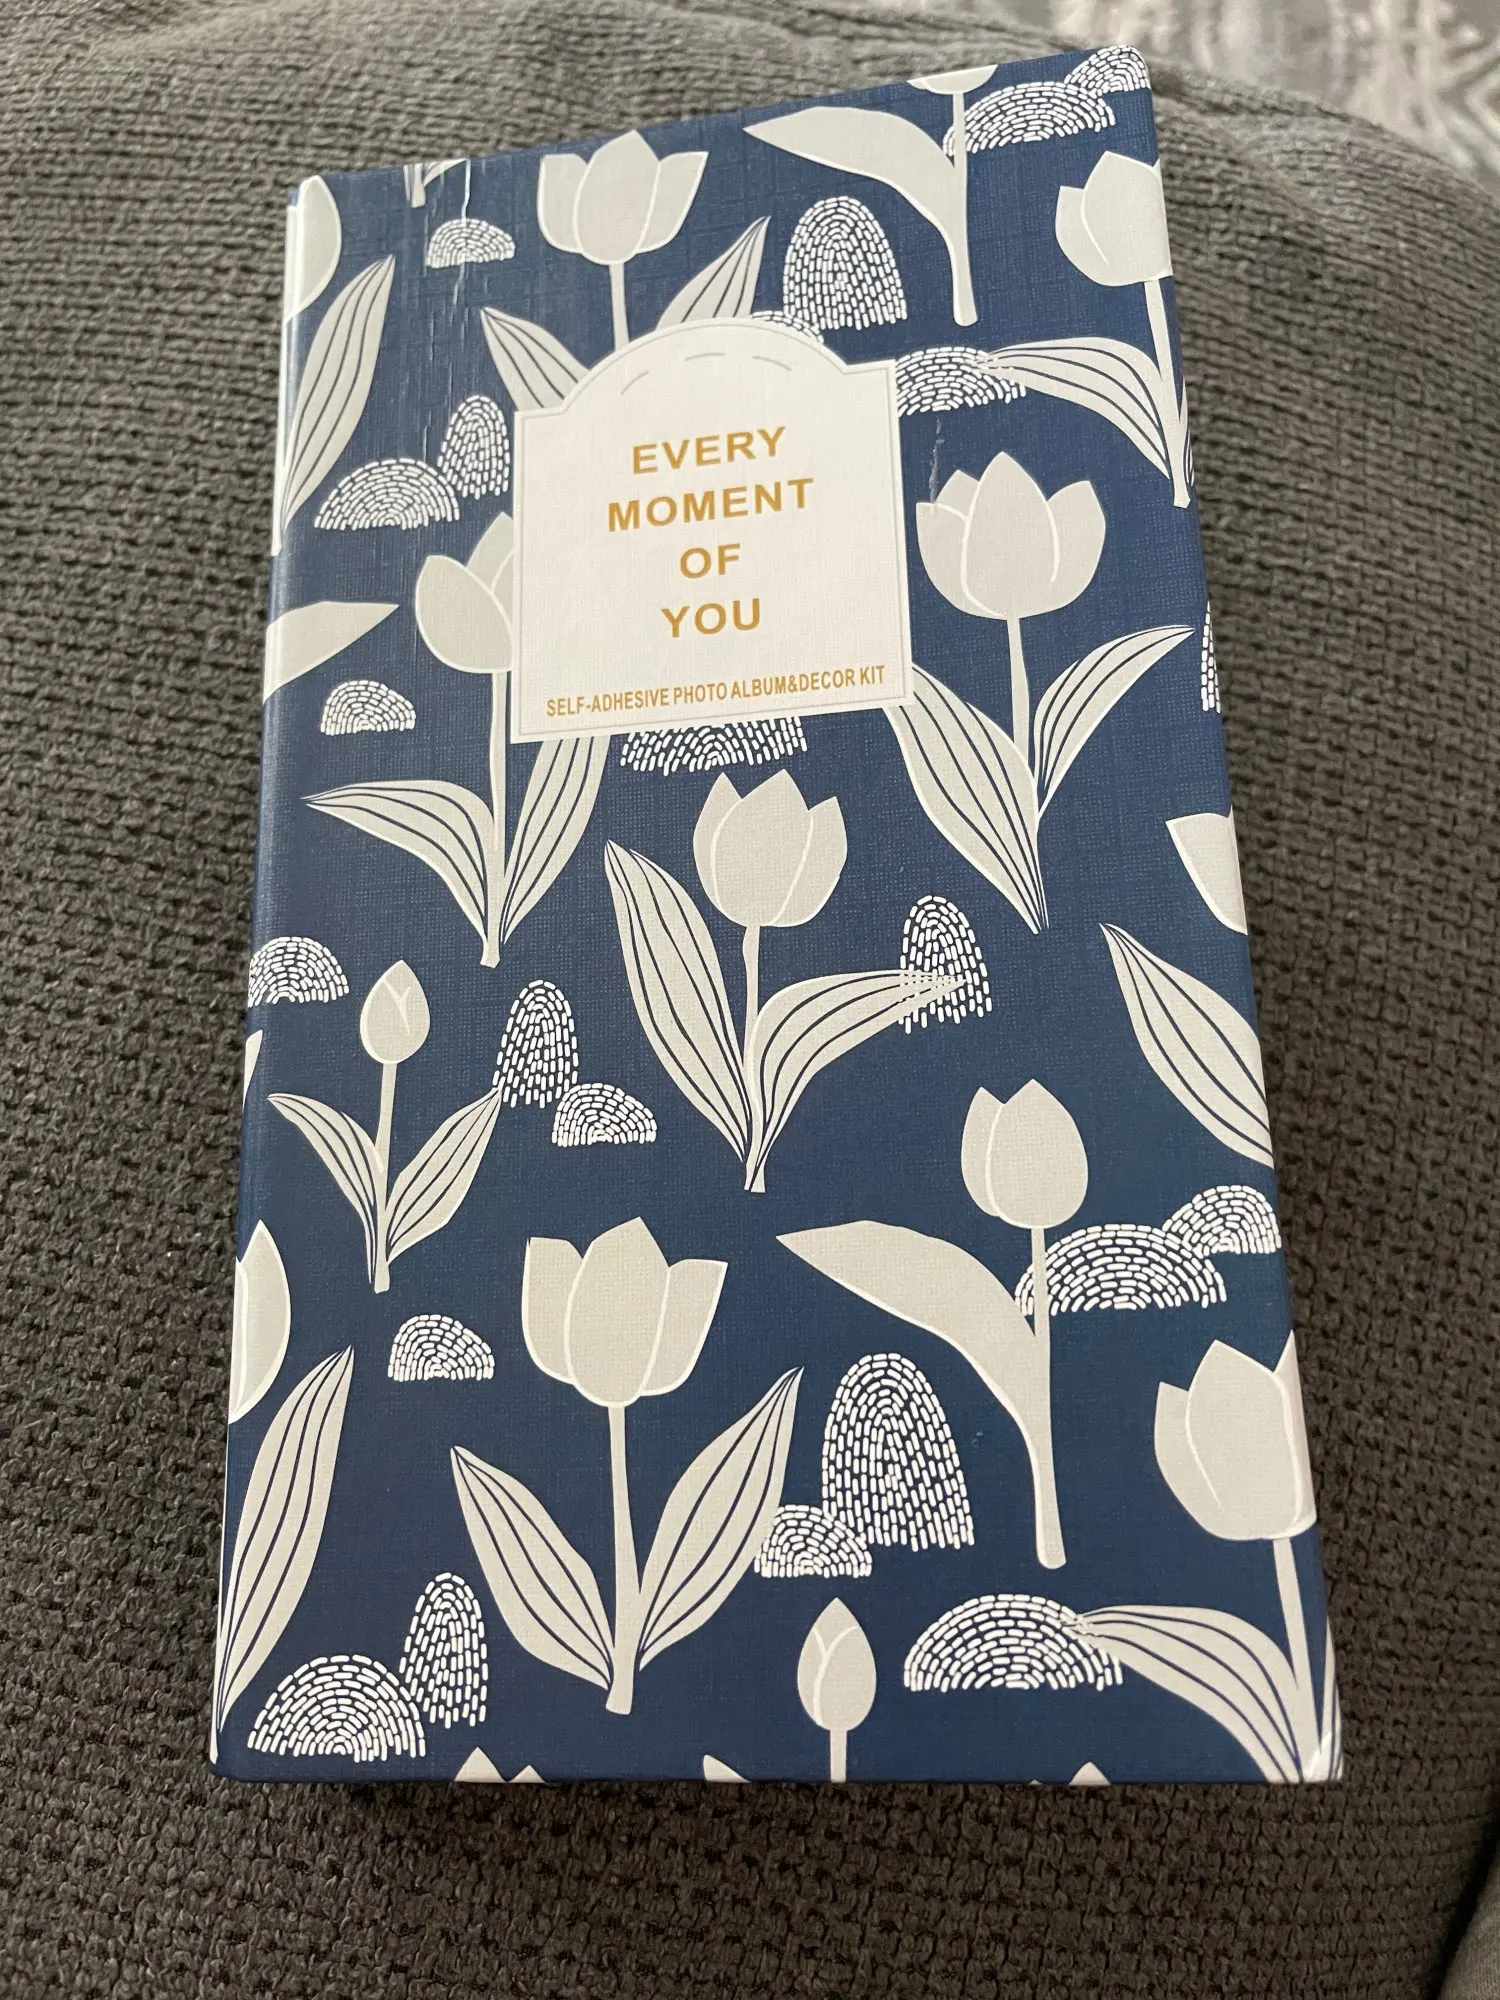 EVERY
MOMENT
OF
YOU
SELF-ADHESIVE PHOTO ALBUM&DECOR KIT